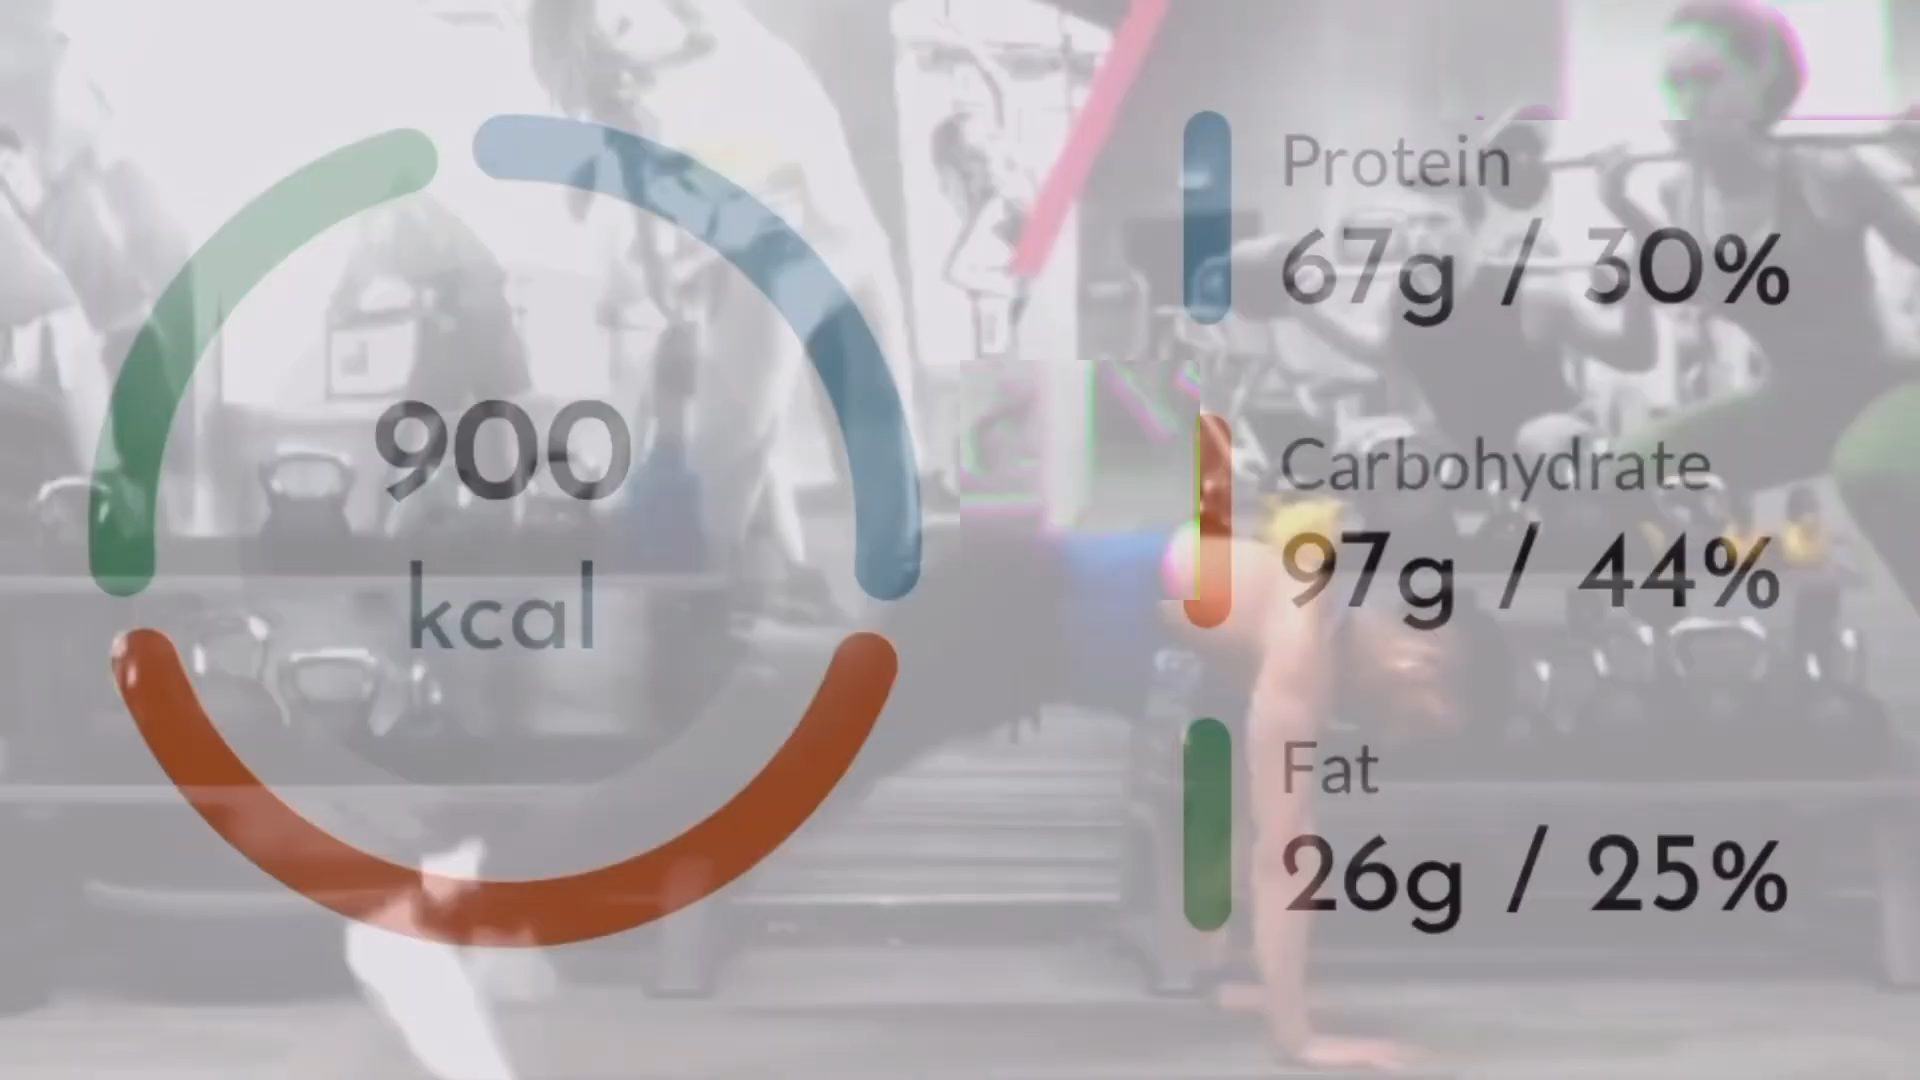 900
kcal
Protein
67g / 30%
Carbohydrate
97g / 44%
Fat
26g / 25%